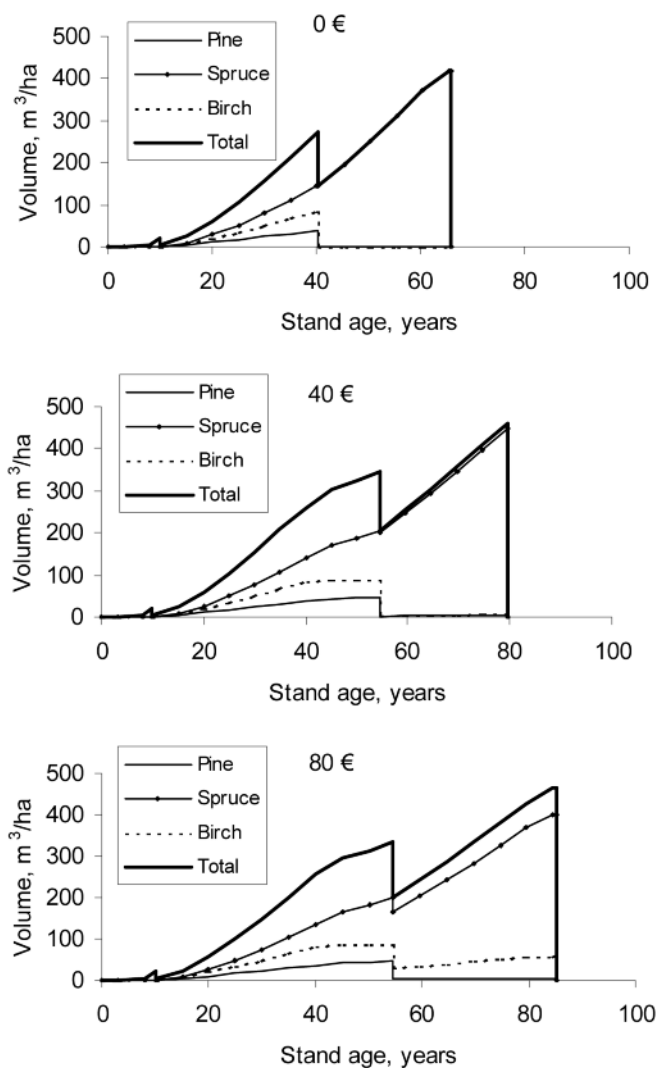 0 €
Pine
Spruce
Birch
Total
Volume, m³/ha
500
400
300
200
100
0
0 20 40 60 80 100
Stand age, years
40 €
Pine
Spruce
Birch
Total
Volume, m³/ha
500
400
300
200
100
0
0 20 40 60 80 100
Stand age, years
80 €
Pine
Spruce
Birch
Total
Volume, m³/ha
500
400
300
200
100
0
0 20 40 60 80 100
Stand age, years